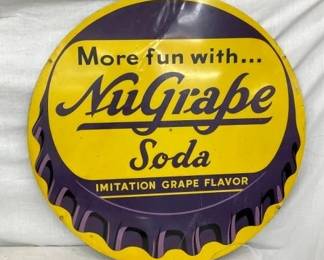 More fun with...
NuGrape
Soda
IMITATION GRAPE FLAVOR